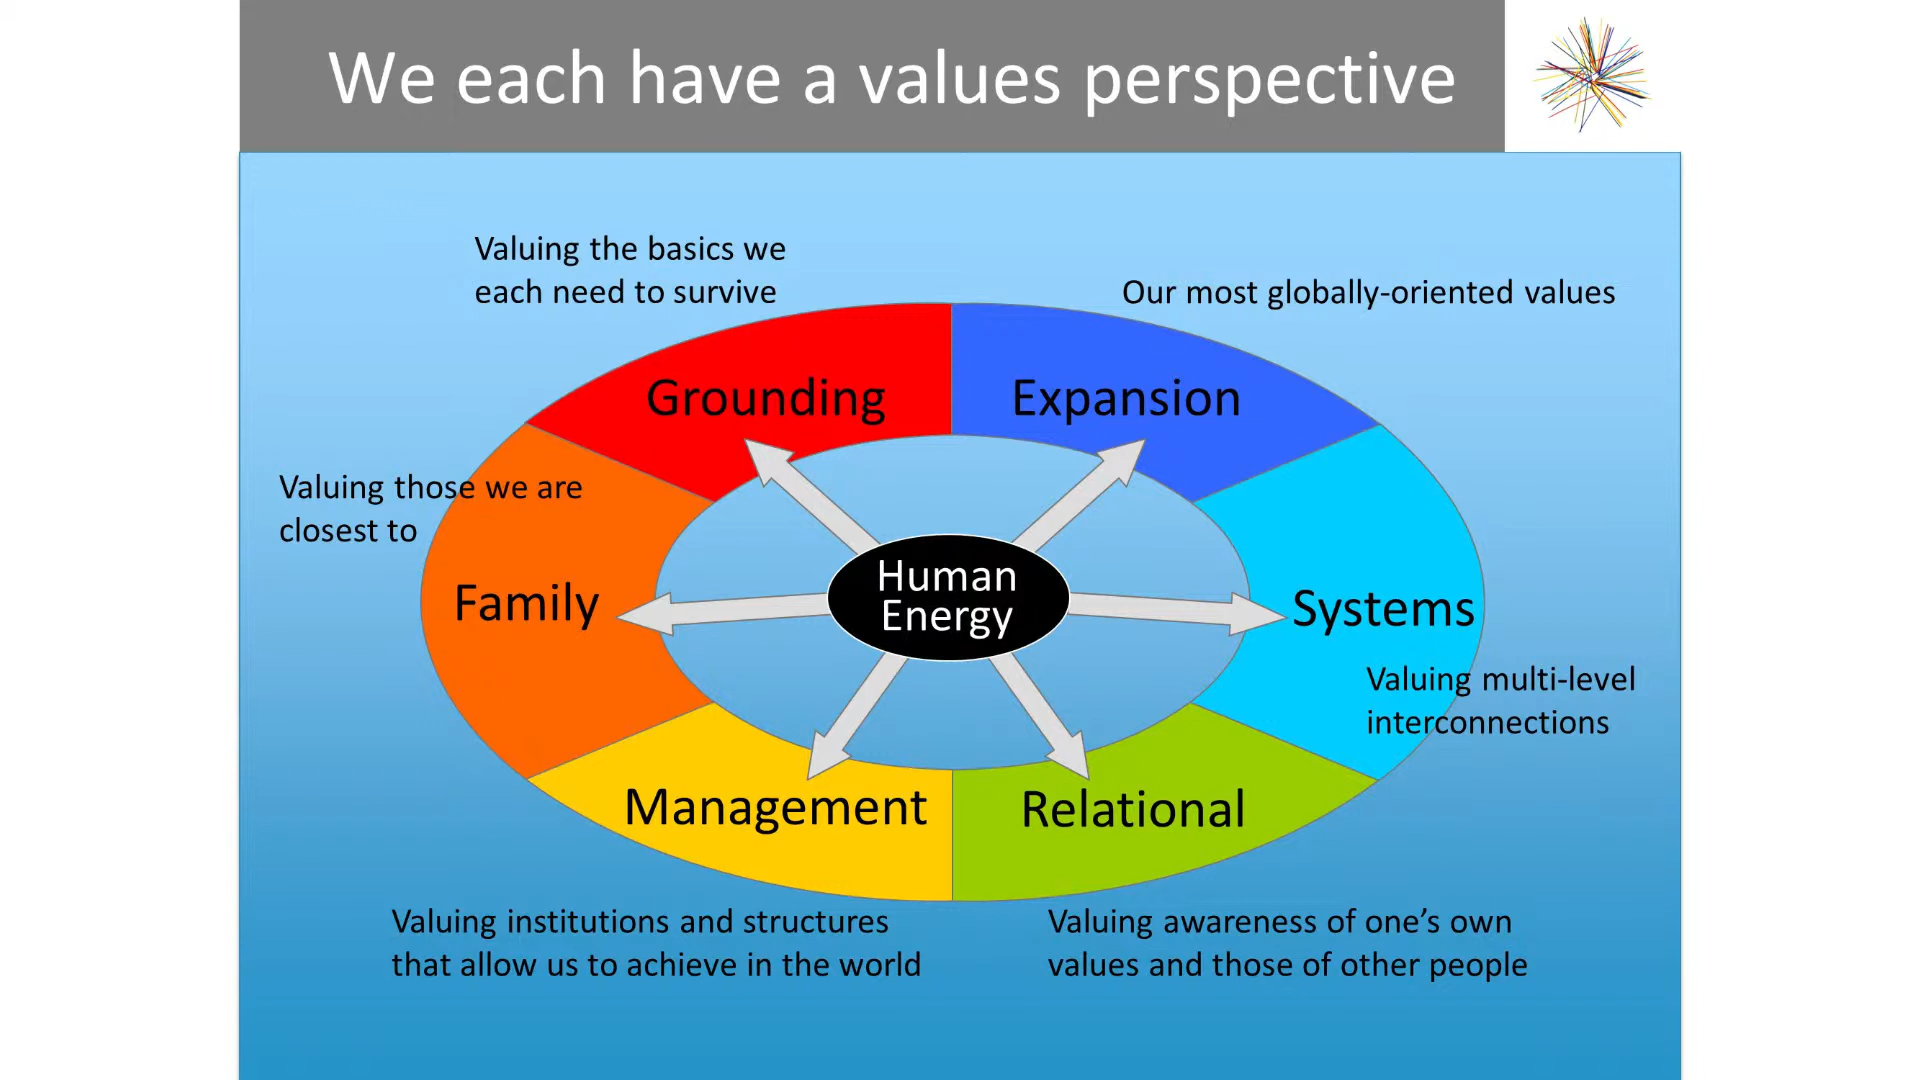 We each have a values perspective
Valuing the basics we
each need to survive
Our most globally-oriented values
Grounding
Expansion
Valuing those we are
closest to
Family
Human
Energy
Systems
Valuing multi-level
interconnections
Management
Relational
Valuing institutions and structures
that allow us to achieve in the world
Valuing awareness of one’s own
values and those of other people